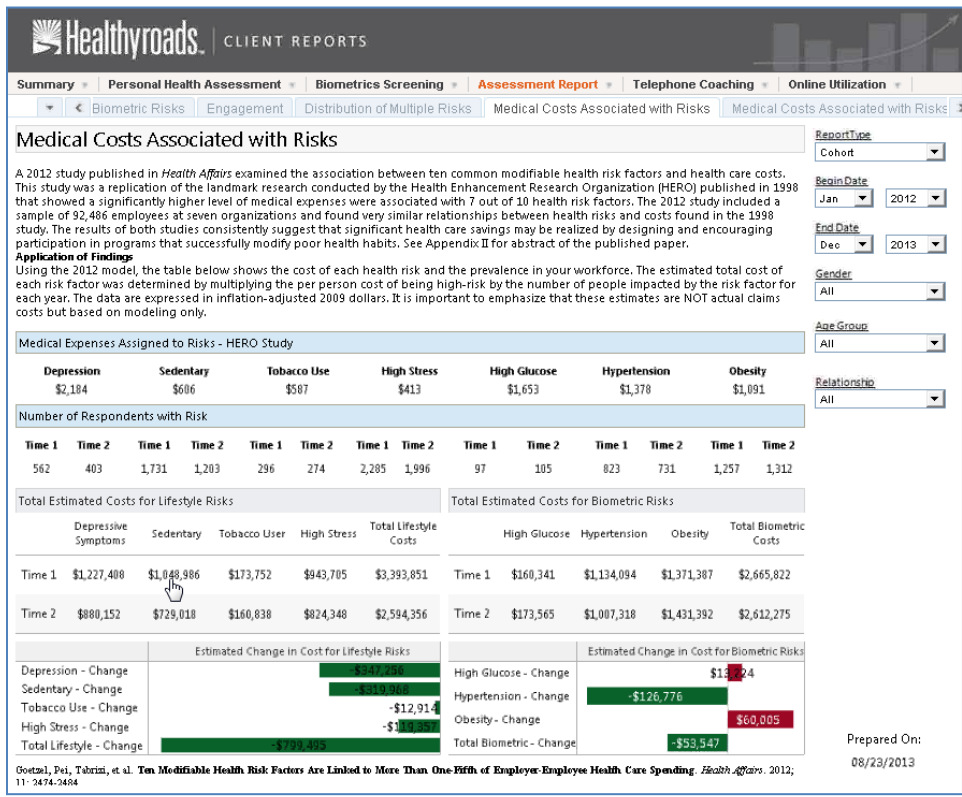 Healthyroads. | CLIENT REPORTS
Summary Personal Health Assessment Biometrics Screening Assessment Report Telephone Coaching Online Utilization
Biometric Risks Engagement Distribution of Multiple Risks Medical Costs Associated with Risks Medical Costs Associated with Risks
Medical Costs Associated with Risks
A 2012 study published in Health Affairs examined the association between ten common modifiable health risk factors and health care costs.
This study was a replication of the landmark research conducted by the Health Enhancement Research Organization (HERO) published in 1998
that showed a significantly higher level of medical expenses were associated with 7 out of 10 health risk factors. The 2012 study included a
sample of 92,486 employees at seven organizations and found very similar relationships between health risks and costs found in the 1998
study. The results of both studies consistently suggest that significant health care savings may be realized by designing and encouraging
participation in programs that successfully modify poor health habits. See Appendix II for abstract of the published paper.
Application of Findings
Using the 2012 model, the table below shows the cost of each health risk and the prevalence in your workforce. The estimated total cost of
each risk factor was determined by multiplying the per person cost of being high-risk by the number of people impacted by the risk factor for
each year. The data are expressed in inflation-adjusted 2009 dollars. It is important to emphasize that these estimates are NOT actual claims
costs but based on modeling only.
ReportType
Cohort
Begin Date
Jan 2012
End Date
Dec 2013
Gender
All
Age Group
All
Relationship
All
Medical Expenses Assigned to Risks - HERO Study
Depression Sedentary Tobacco Use High Stress High Glucose Hypertension Obesity
$2,184 $606 $587 $413 $1,653 $1,378 $1,091
Number of Respondents with Risk
Time 1 Time 2 Time 1 Time 2 Time 1 Time 2 Time 1 Time 2 Time 1 Time 2 Time 1 Time 2 Time 1 Time 2
562 403 1,731 1,203 296 274 2,285 1,996 97 105 823 731 1,257 1,312
Total Estimated Costs for Lifestyle Risks
Depressive Symptoms Sedentary Tobacco User High Stress Total Lifestyle Costs
Time 1 $1,227,408 $1,048,986 $173,752 $943,705 $3,393,851
Time 2 $880,152 $729,018 $160,838 $824,348 $2,594,356
Total Estimated Costs for Biometric Risks
High Glucose Hypertension Obesity Total Biometric Costs
Time 1 $160,341 $1,134,094 $1,371,387 $2,665,822
Time 2 $173,565 $1,007,318 $1,431,392 $2,612,275
Estimated Change in Cost for Lifestyle Risks
Depression - Change -$347,256
Sedentary - Change -$319,968
Tobacco Use - Change -$12,914
High Stress - Change -$119,357
Total Lifestyle - Change -$799,495
Estimated Change in Cost for Biometric Risks
High Glucose - Change $13,224
Hypertension - Change -$126,776
Obesity - Change $60,005
Total Biometric - Change -$53,547
Prepared On:
08/23/2013
Goetzel, Pei, Tabrizi, et al. Ten Modifiable Health Risk Factors Are Linked to More Than One-Fifth of Employer-Employee Health Care Spending. Health Affairs. 2012;
11: 2474-2484